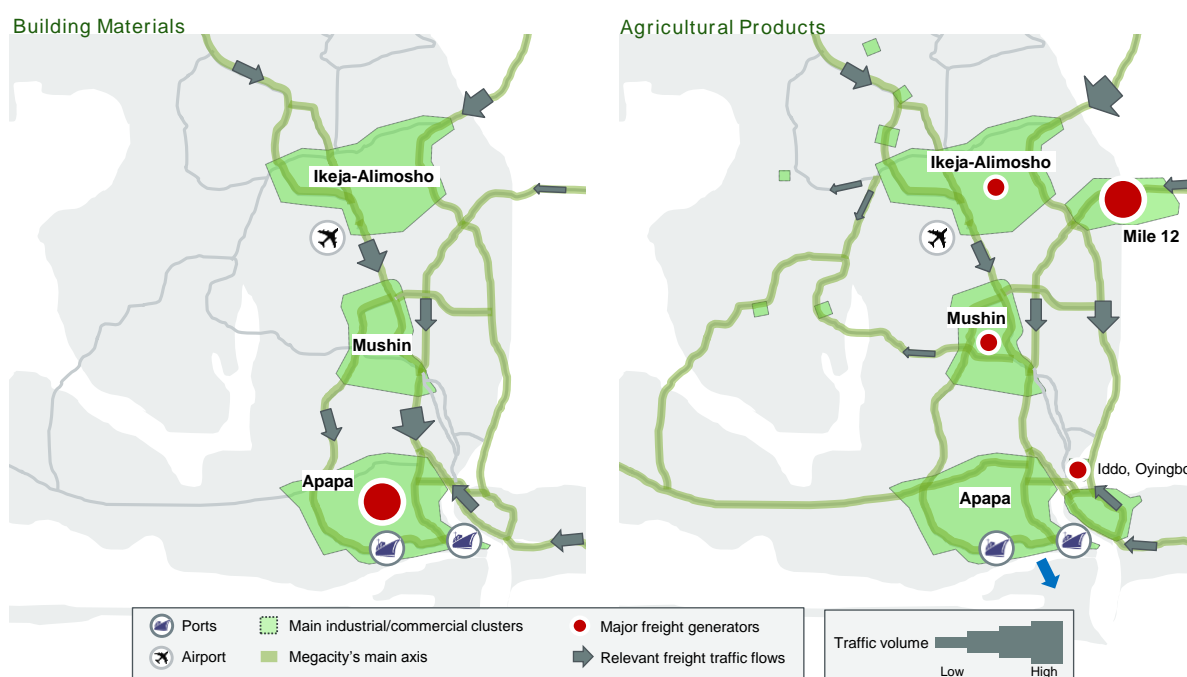 Building Materials
Ikeja-Alimosho
Mushin
Apapa
Agricultural Products
Ikeja-Alimosho
Mile 12
Mushin
Iddo, Oyingbo
Apapa
Ports
Main industrial/commercial clusters
Major freight generators
Airport
Megacity's main axis
Relevant freight traffic flows
Traffic volume
Low
High